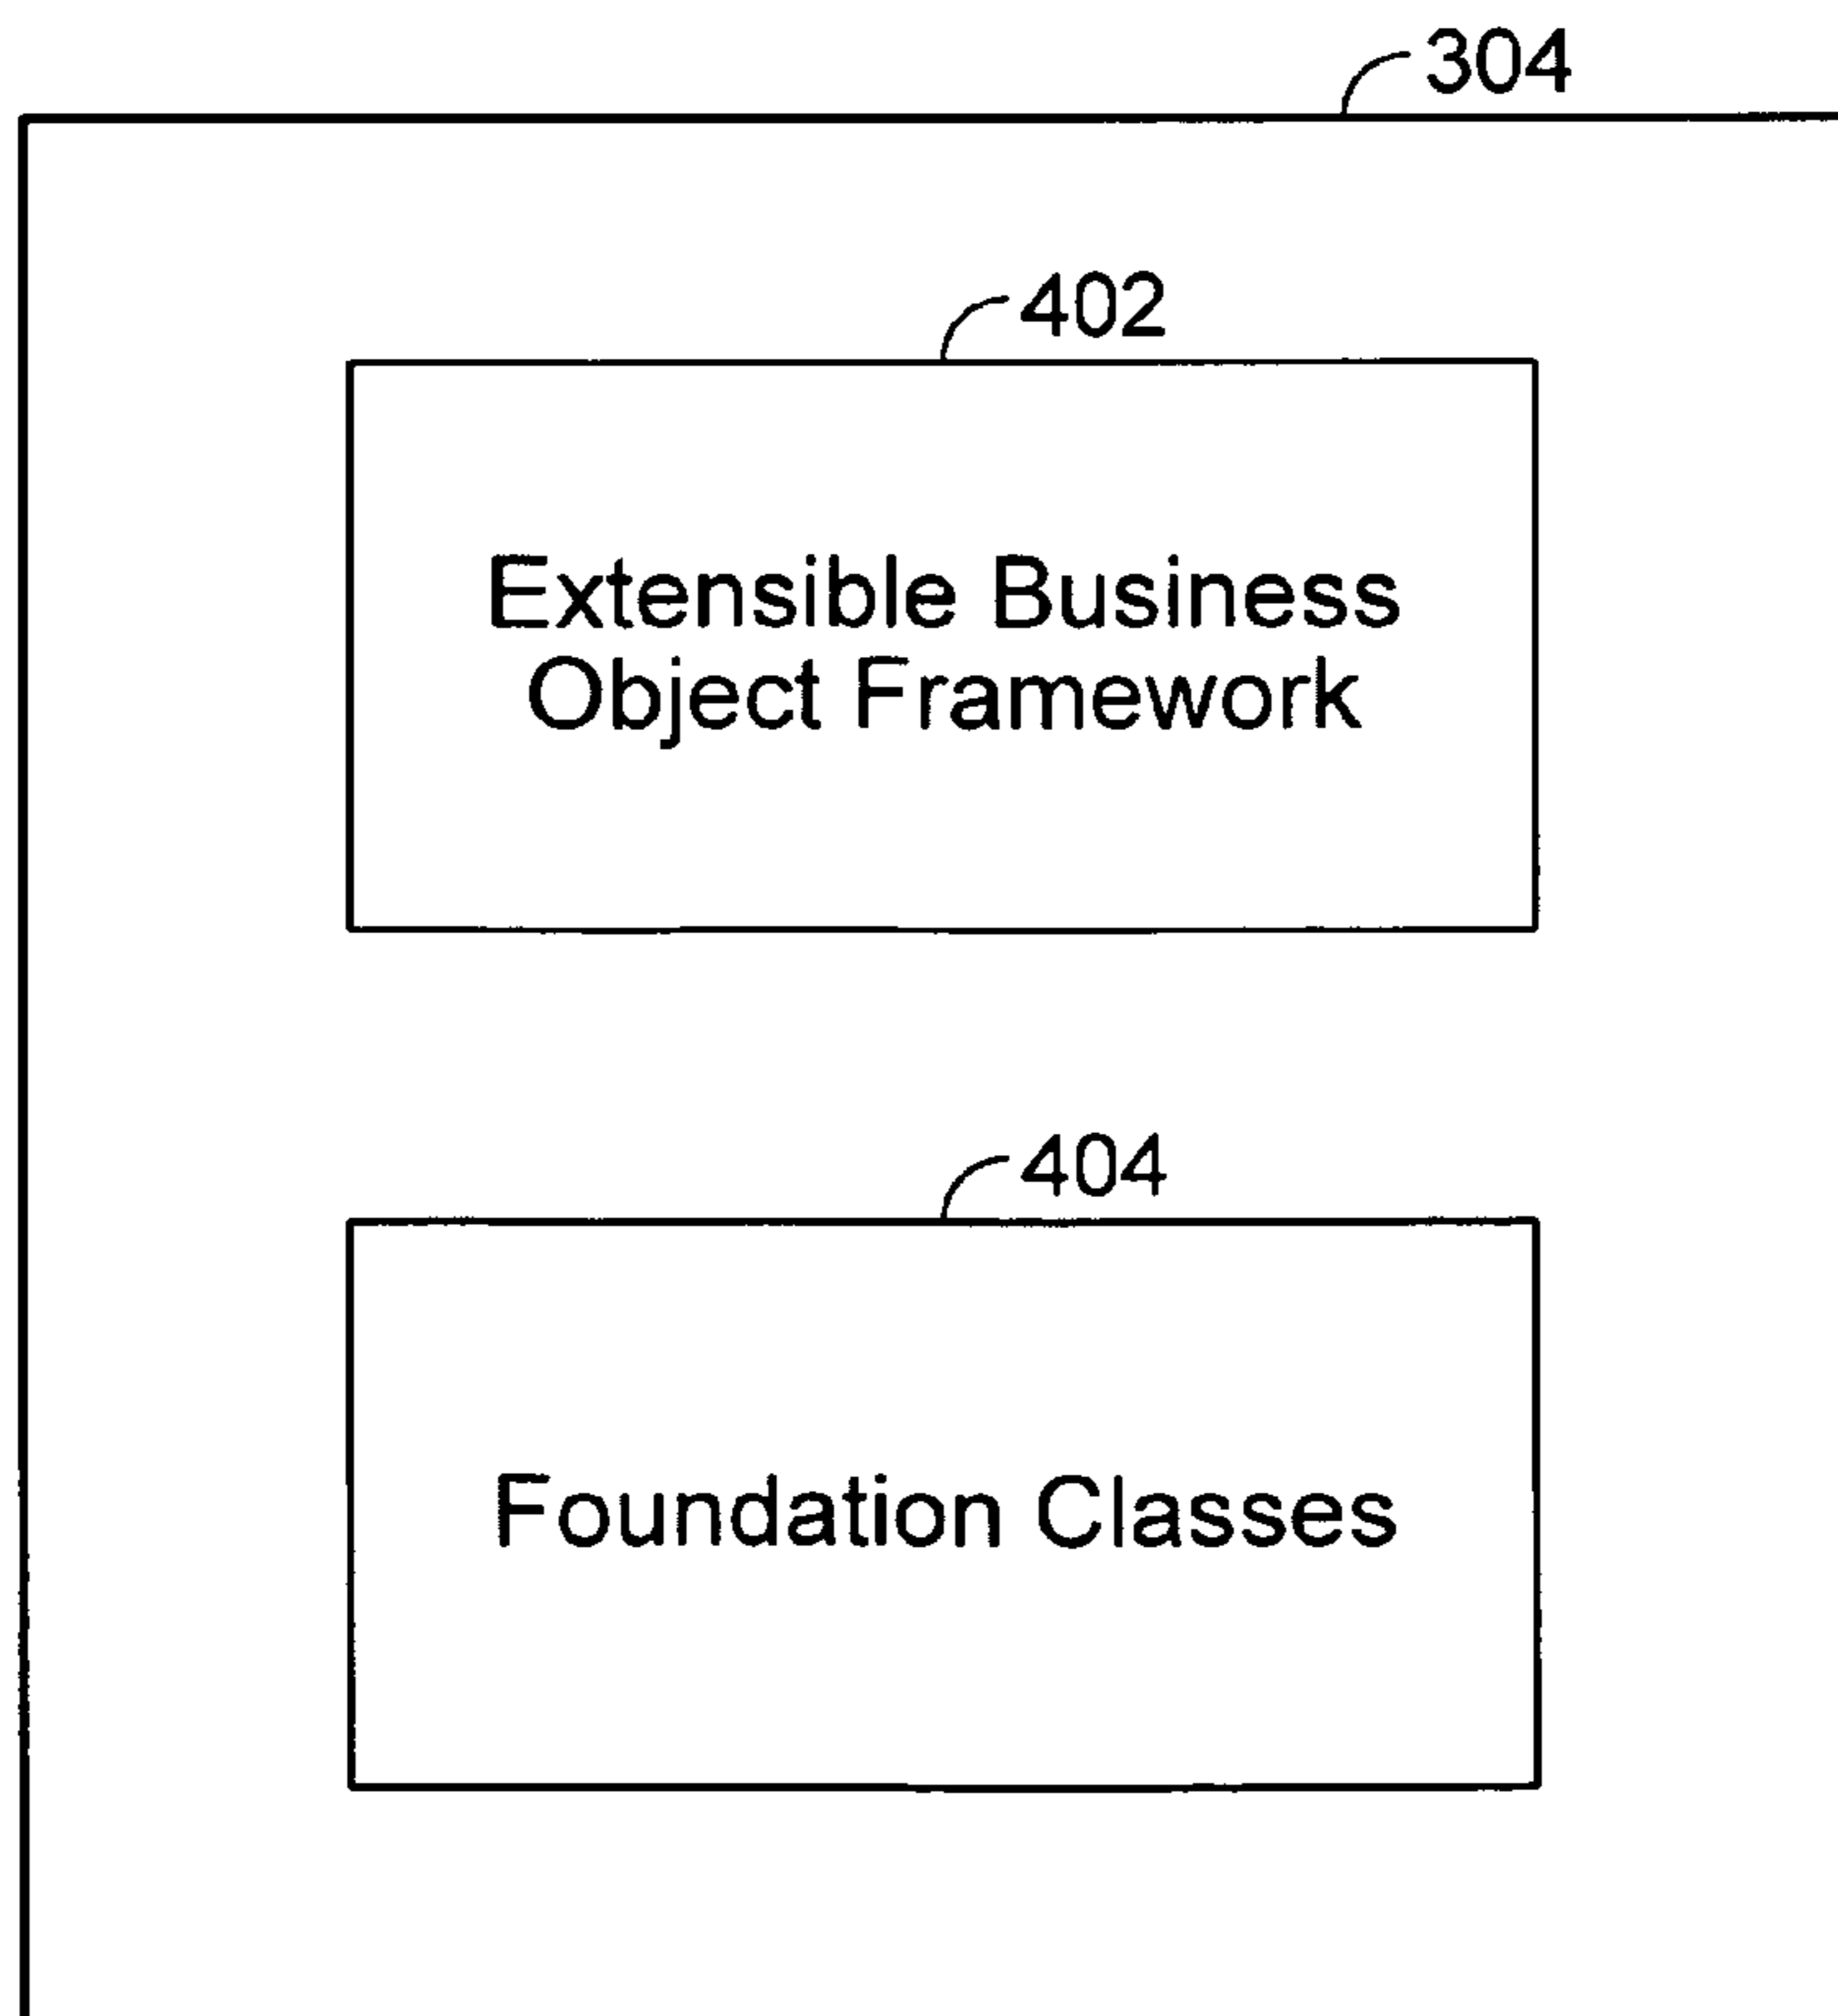 304
402
Extensible Business
Object Framework
404
Foundation Classes